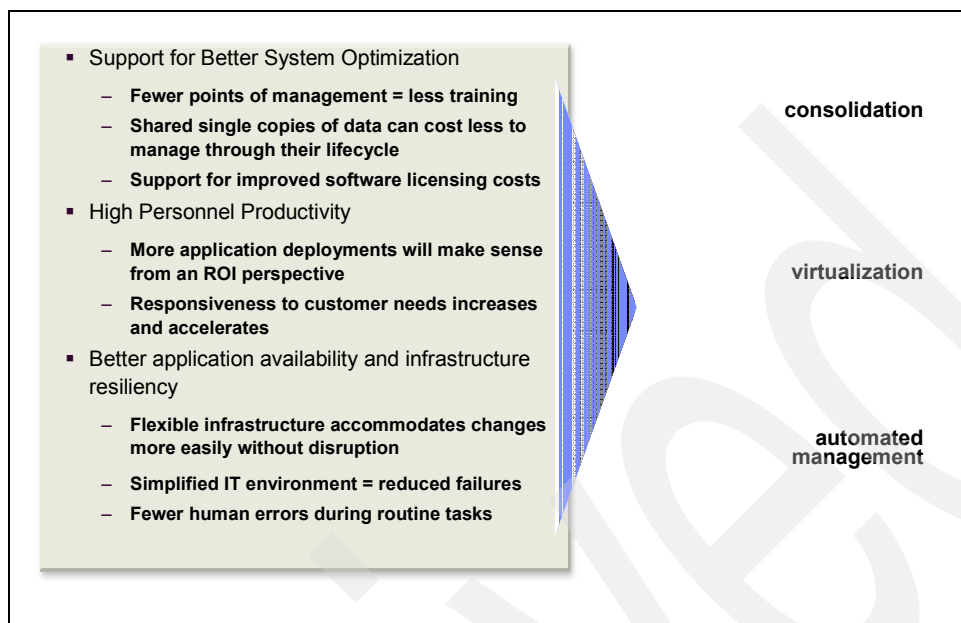 ▪ Support for Better System Optimization
– Fewer points of management = less training
– Shared single copies of data can cost less to
manage through their lifecycle
– Support for improved software licensing costs
▪ High Personnel Productivity
– More application deployments will make sense
from an ROI perspective
– Responsiveness to customer needs increases
and accelerates
▪ Better application availability and infrastructure
resiliency
– Flexible infrastructure accommodates changes
more easily without disruption
– Simplified IT environment = reduced failures
– Fewer human errors during routine tasks
consolidation
virtualization
automated
management